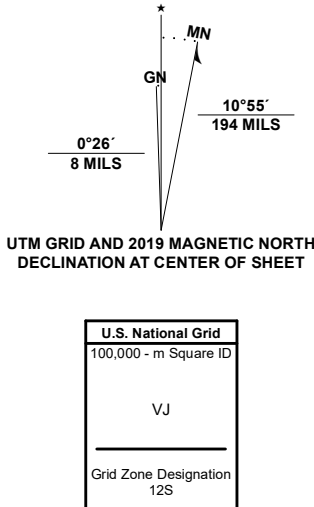 ★
MN
GN
10°55´
194 MILS
0°26´
8 MILS
UTM GRID AND 2019 MAGNETIC NORTH
DECLINATION AT CENTER OF SHEET
U.S. National Grid
100,000 - m Square ID
VJ
Grid Zone Designation
12S